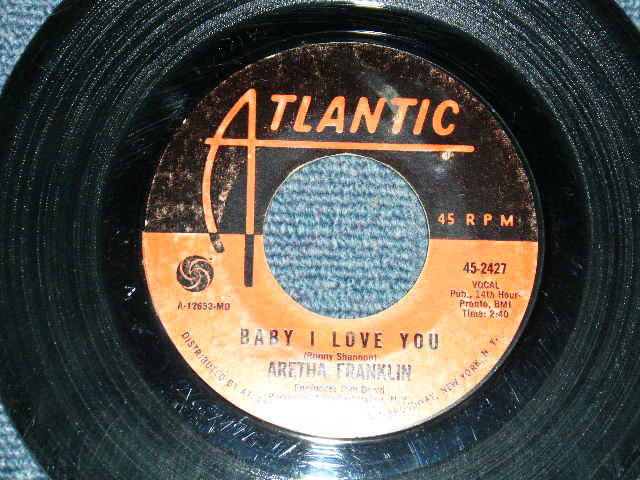 ATLANTIC
45 RPM
45-2427
VOCAL
Pub., 14th Hour-
Pronto, BMI
Time: 2:40
A-12653-MO
BABY I LOVE YOU
(Ronny Shannon)
ARETHA FRANKLIN
Engineer: Tom Dowd
N.Y.
DISTRIBUTED BY BROADWAY, NEW YORK, N.Y.